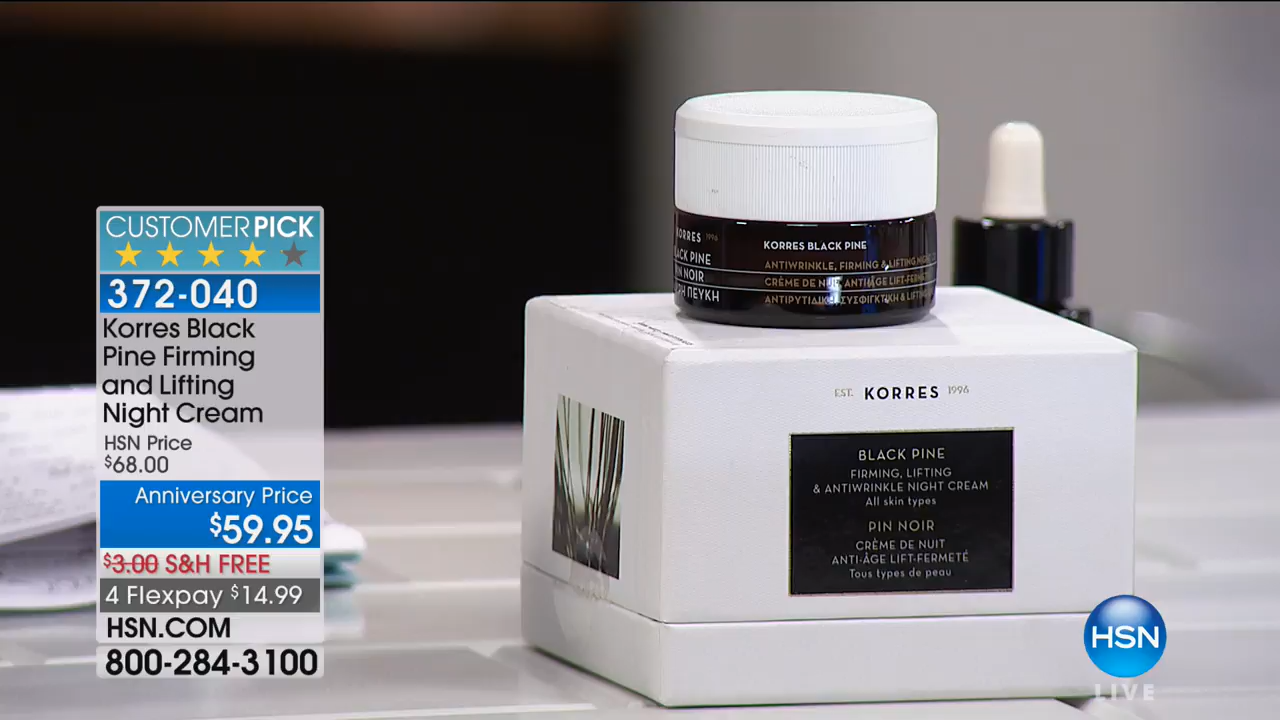 CUSTOMER PICK
372-040
Korres Black
Pine Firming
and Lifting
Night Cream
HSN Price
$68.00
Anniversary Price
$59.95
$3.00 S&H FREE
4 Flexpay $14.99
HSN.COM
800-284-3100
KORRES 1996
BLACK PINE
PIN NOIR
KORRES BLACK PINE
ANTIWRINKLE, FIRMING & LIFTING
CRÈME DE NUIT, ANTI-ÂGE LIFT-FERMETÉ
ΣΥΣΦΙΓΚΤΙΚΗ &
EST. KORRES 1996
BLACK PINE
FIRMING, LIFTING
& ANTIWRINKLE NIGHT CREAM
All skin types
PIN NOIR
CRÈME DE NUIT
ANTI-ÂGE LIFT-FERMETÉ
Tous types de peau
HSN
LIVE